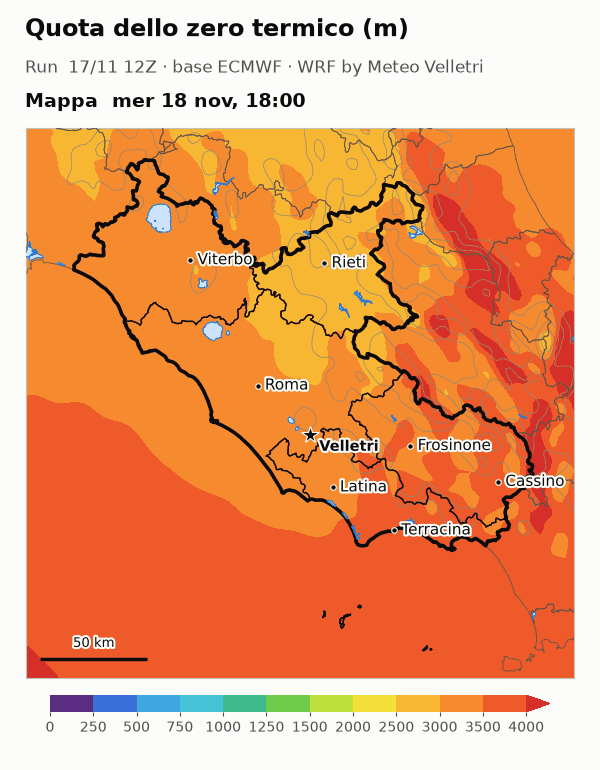 Quota dello zero termico (m)
Run  17/11 12Z · base ECMWF · WRF by Meteo Velletri
Mappa  mer 18 nov, 18:00
Viterbo
Rieti
Roma
Velletri
Frosinone
Latina
Cassino
Terracina
50 km
0 250 500 750 1000 1250 1500 2000 2500 3000 3500 4000